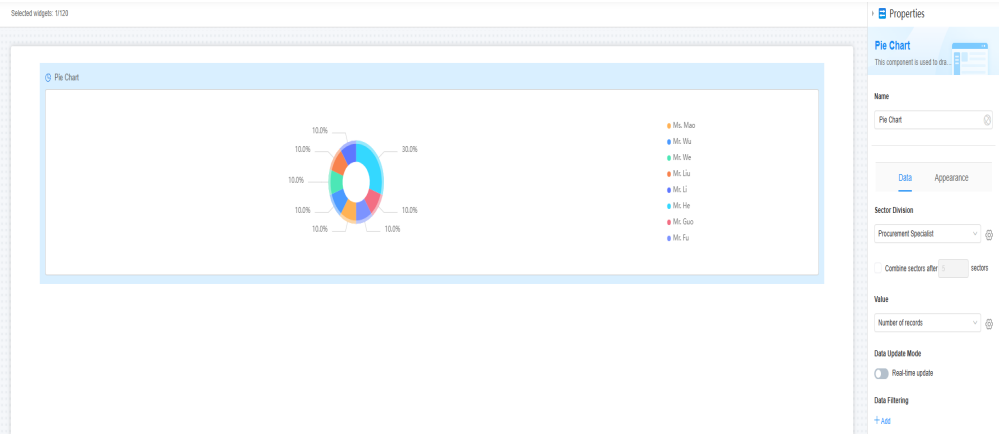 Selected widgets: 1/120
Properties
Pie Chart
This component is used to dra...
Name
Pie Chart
Data Appearance
Sector Division
Procurement Specialist
Combine sectors after 5 sectors
Value
Number of records
Data Update Mode
Real-time update
Data Filtering
+ Add
Pie Chart
10.0%
10.0%
30.0%
10.0%
10.0%
10.0%
10.0%
10.0%
Ms. Mao
Mr. Wu
Mr. We
Mr. Liu
Mr. Li
Mr. He
Mr. Guo
Mr. Fu